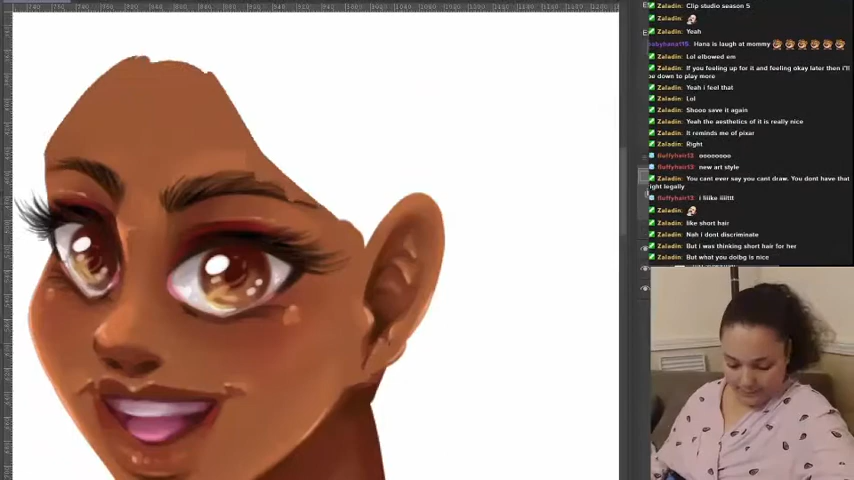 Zaladin: Clip studio season 5
Zaladin:
Zaladin: Yeah
Hana is laugh at mommy
Zaladin: Lol elbowed em
Zaladin: If you feeling up for it and feeling okay later then i'll
be down to play more
Zaladin: Yeah i feel that
Zaladin: Lol
Zaladin: Shooo save it again
Zaladin: Yeah the aesthetics of it is really nice
Zaladin: It reminds me of pixar
Zaladin: Right
fluffyhair13: oooooooo
fluffyhair13: new art style
Zaladin: You cant ever say you cant draw. You dont have that
right legally
fluffyhair13: i liiike iiiiltt
Zaladin:
Zaladin: like short hair
Zaladin: Nah i dont discriminate
Zaladin: But i was thinking short hair for her
Zaladin: But what you doibg is nice